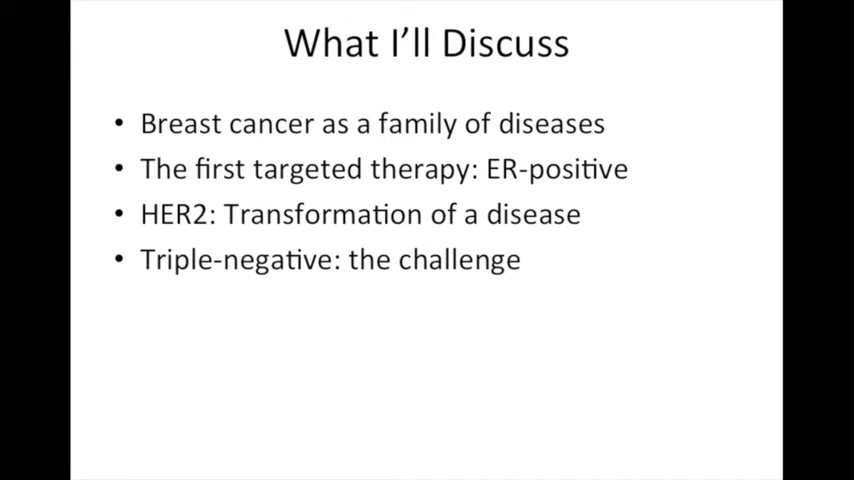 What I’ll Discuss
• Breast cancer as a family of diseases
• The first targeted therapy: ER-positive
• HER2: Transformation of a disease
• Triple-negative: the challenge